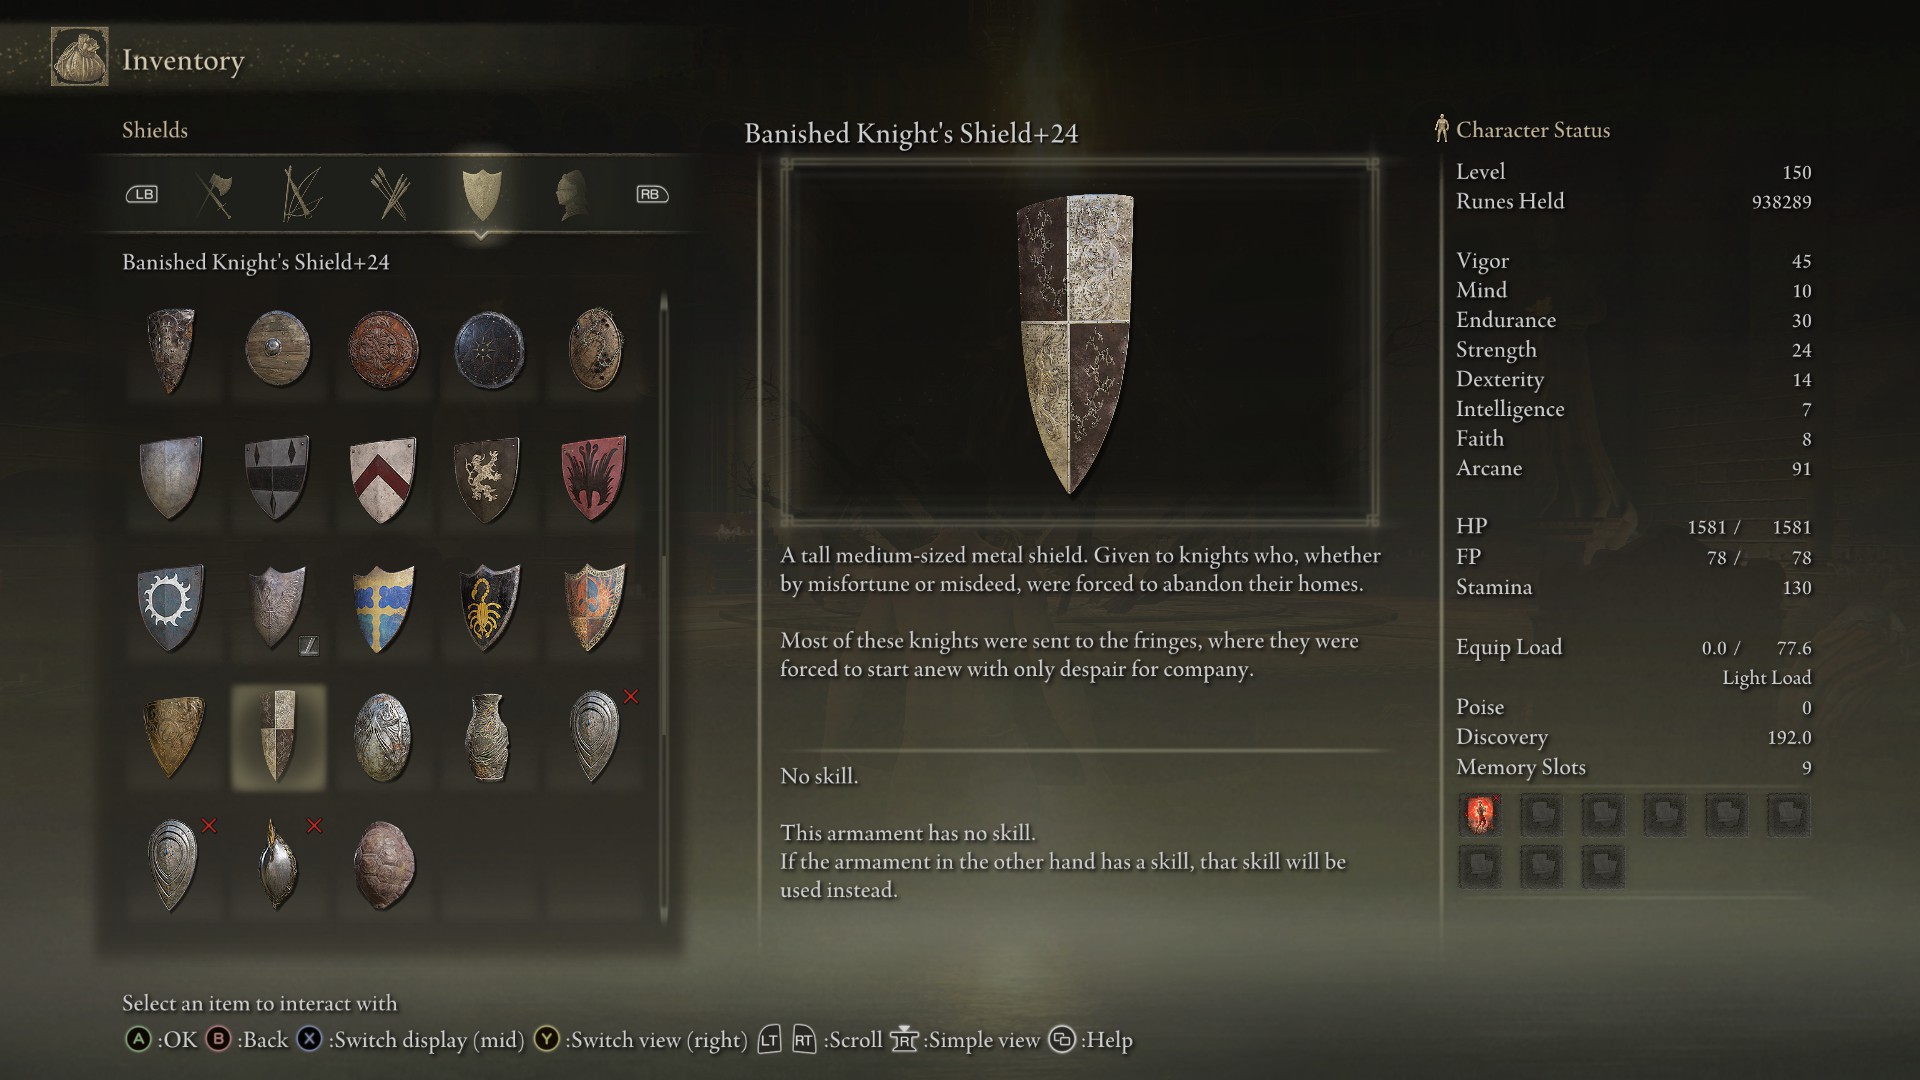 Inventory
Shields
LB
RB
Banished Knight's Shield+24
Banished Knight's Shield+24
A tall medium-sized metal shield. Given to knights who, whether
by misfortune or misdeed, were forced to abandon their homes.
Most of these knights were sent to the fringes, where they were
forced to start anew with only despair for company.
No skill.
This armament has no skill.
If the armament in the other hand has a skill, that skill will be
used instead.
Character Status
Level 150
Runes Held 938289
Vigor 45
Mind 10
Endurance 30
Strength 24
Dexterity 14
Intelligence 7
Faith 8
Arcane 91
HP 1581 / 1581
FP 78 / 78
Stamina 130
Equip Load 0.0 / 77.6
Light Load
Poise 0
Discovery 192.0
Memory Slots 9
Select an item to interact with
A :OK B :Back X :Switch display (mid) Y :Switch view (right) LT RT :Scroll R :Simple view :Help